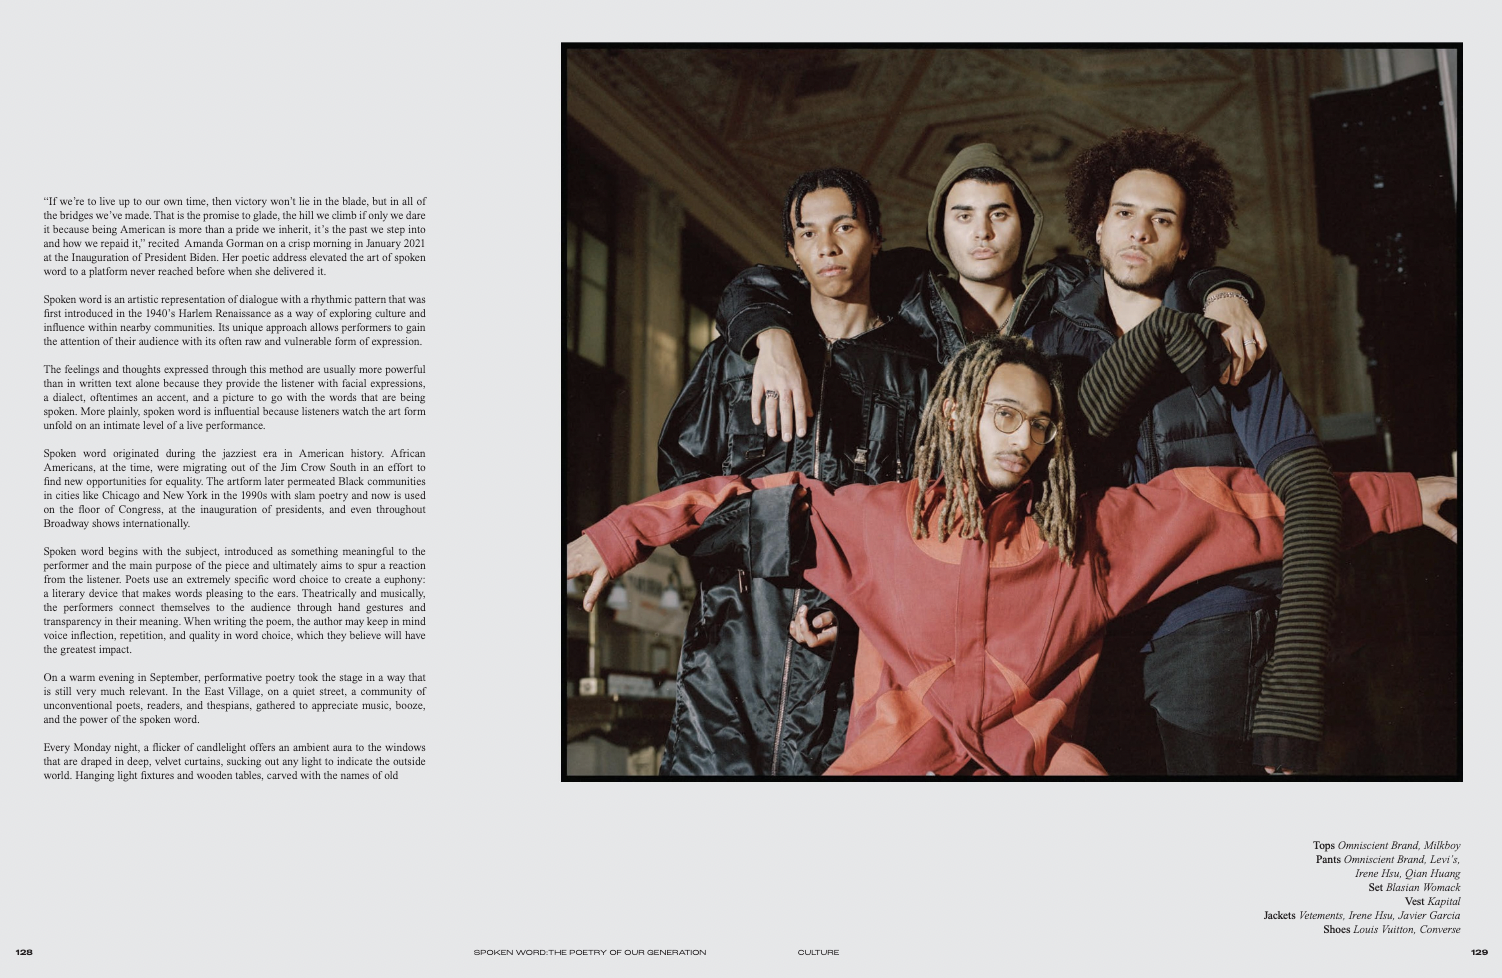 “If we’re to live up to our own time, then victory won’t lie in the blade, but in all of
the bridges we’ve made. That is the promise to glade, the hill we climb if only we dare
it because being American is more than a pride we inherit, it’s the past we step into
and how we repaid it,” recited  Amanda Gorman on a crisp morning in January 2021
at the Inauguration of President Biden. Her poetic address elevated the art of spoken
word to a platform never reached before when she delivered it.
Spoken word is an artistic representation of dialogue with a rhythmic pattern that was
first introduced in the 1940’s Harlem Renaissance as a way of exploring culture and
influence within nearby communities. Its unique approach allows performers to gain
the attention of their audience with its often raw and vulnerable form of expression.
The feelings and thoughts expressed through this method are usually more powerful
than in written text alone because they provide the listener with facial expressions,
a dialect, oftentimes an accent, and a picture to go with the words that are being
spoken. More plainly, spoken word is influential because listeners watch the art form
unfold on an intimate level of a live performance.
Spoken word originated during the jazziest era in American history. African
Americans, at the time, were migrating out of the Jim Crow South in an effort to
find new opportunities for equality. The artform later permeated Black communities
in cities like Chicago and New York in the 1990s with slam poetry and now is used
on the floor of Congress, at the inauguration of presidents, and even throughout
Broadway shows internationally.
Spoken word begins with the subject, introduced as something meaningful to the
performer and the main purpose of the piece and ultimately aims to spur a reaction
from the listener. Poets use an extremely specific word choice to create a euphony:
a literary device that makes words pleasing to the ears. Theatrically and musically,
the performers connect themselves to the audience through hand gestures and
transparency in their meaning. When writing the poem, the author may keep in mind
voice inflection, repetition, and quality in word choice, which they believe will have
the greatest impact.
On a warm evening in September, performative poetry took the stage in a way that
is still very much relevant. In the East Village, on a quiet street, a community of
unconventional poets, readers, and thespians, gathered to appreciate music, booze,
and the power of the spoken word.
Every Monday night, a flicker of candlelight offers an ambient aura to the windows
that are draped in deep, velvet curtains, sucking out any light to indicate the outside
world. Hanging light fixtures and wooden tables, carved with the names of old
Tops Omniscient Brand, Milkboy
Pants Omniscient Brand, Levi’s,
Irene Hsu, Qian Huang
Set Blasian Womack
Vest Kapital
Jackets Vetements, Irene Hsu, Javier Garcia
Shoes Louis Vuitton, Converse
128
SPOKEN WORD:THE POETRY OF OUR GENERATION
CULTURE
129